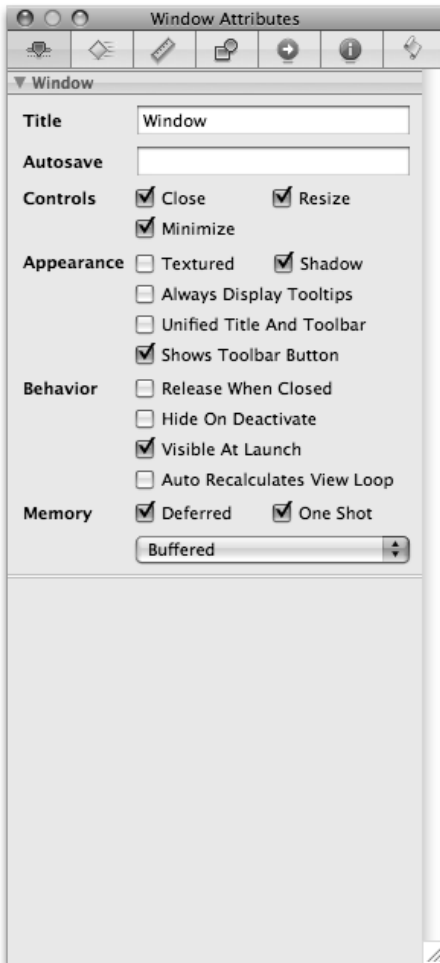 Window Attributes
Window
Title Window
Autosave
Controls Close Resize
Minimize
Appearance Textured Shadow
Always Display Tooltips
Unified Title And Toolbar
Shows Toolbar Button
Behavior Release When Closed
Hide On Deactivate
Visible At Launch
Auto Recalculates View Loop
Memory Deferred One Shot
Buffered